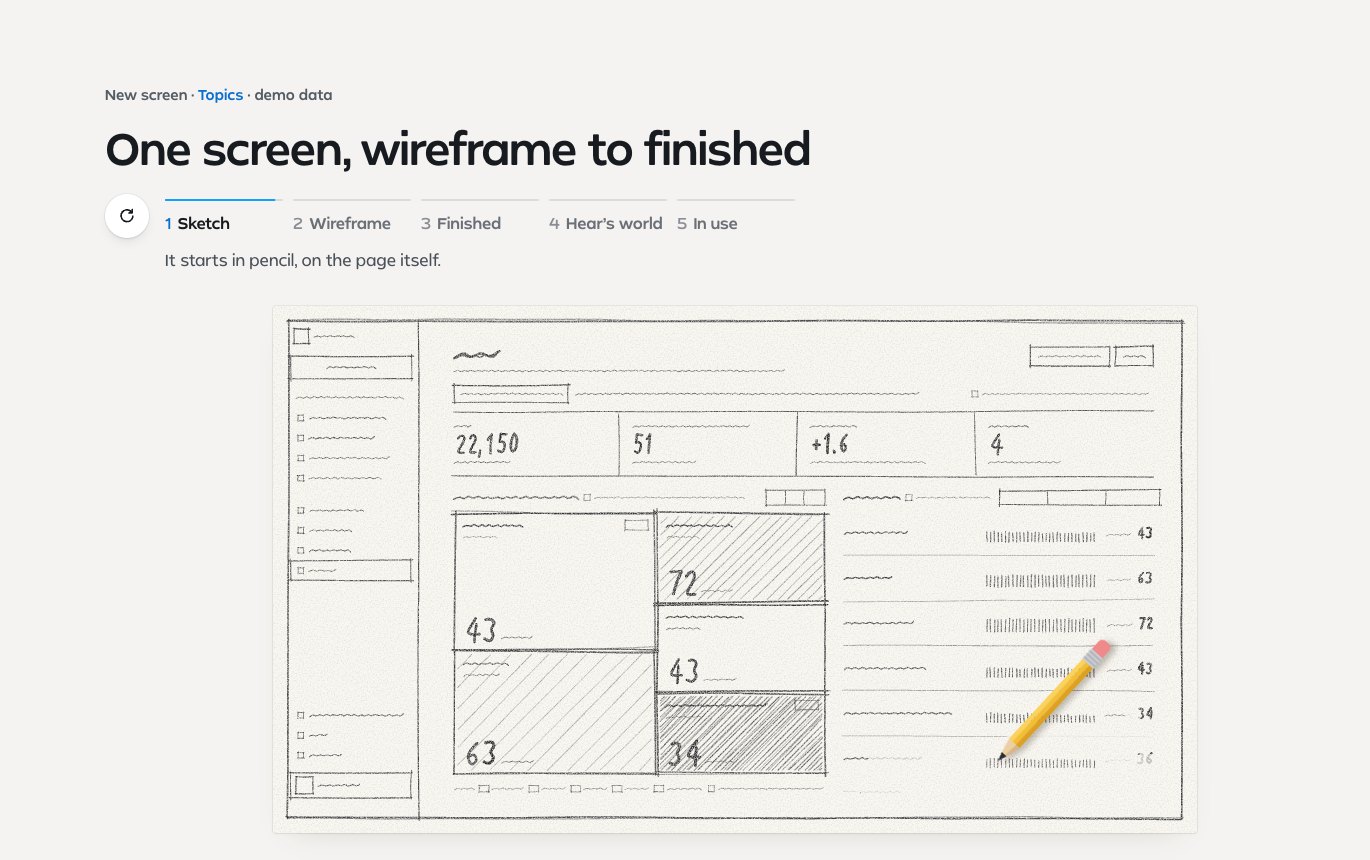 New screen · Topics · demo data
One screen, wireframe to finished
1 Sketch
2 Wireframe
3 Finished
4 Hear's world
5 In use
It starts in pencil, on the page itself.
22,150
51
+1.6
4
43
72
43
63
34
43
63
72
43
34
36